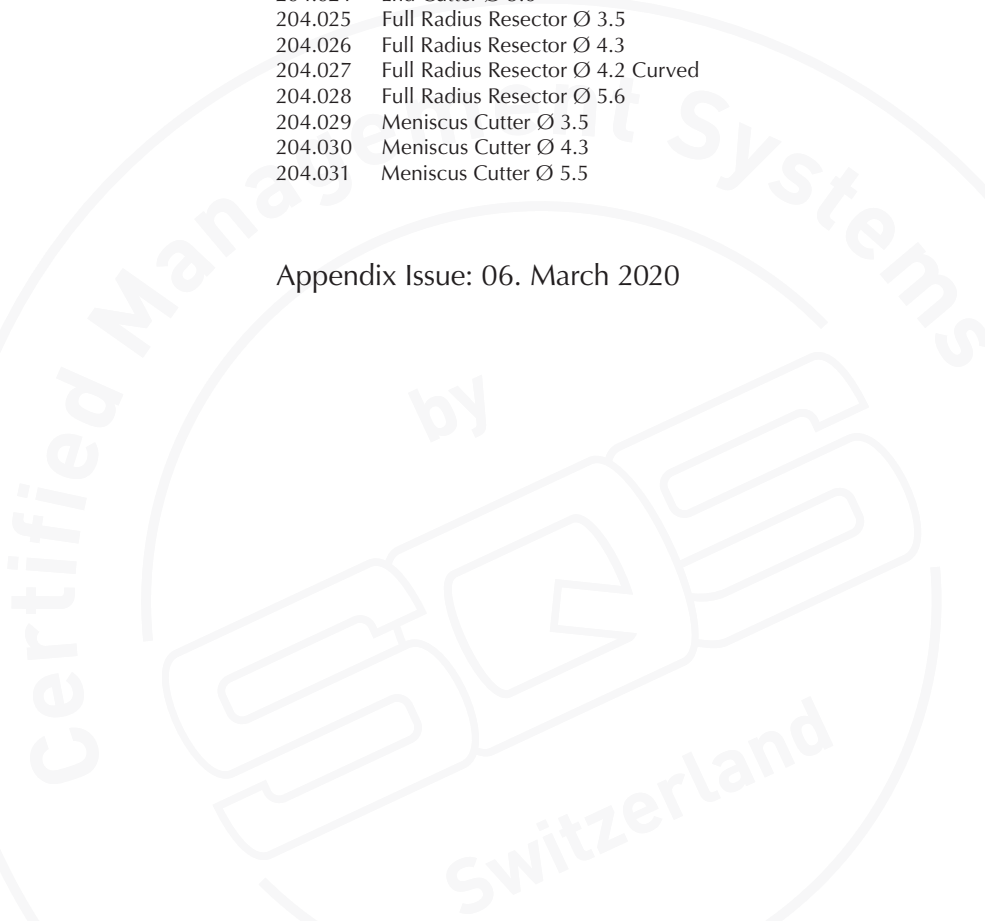 204.025 Full Radius Resector Ø 3.5
204.026 Full Radius Resector Ø 4.3
204.027 Full Radius Resector Ø 4.2 Curved
204.028 Full Radius Resector Ø 5.6
204.029 Meniscus Cutter Ø 3.5
204.030 Meniscus Cutter Ø 4.3
204.031 Meniscus Cutter Ø 5.5
Appendix Issue: 06. March 2020
Certified Management Systems
by
SQS
Switzerland